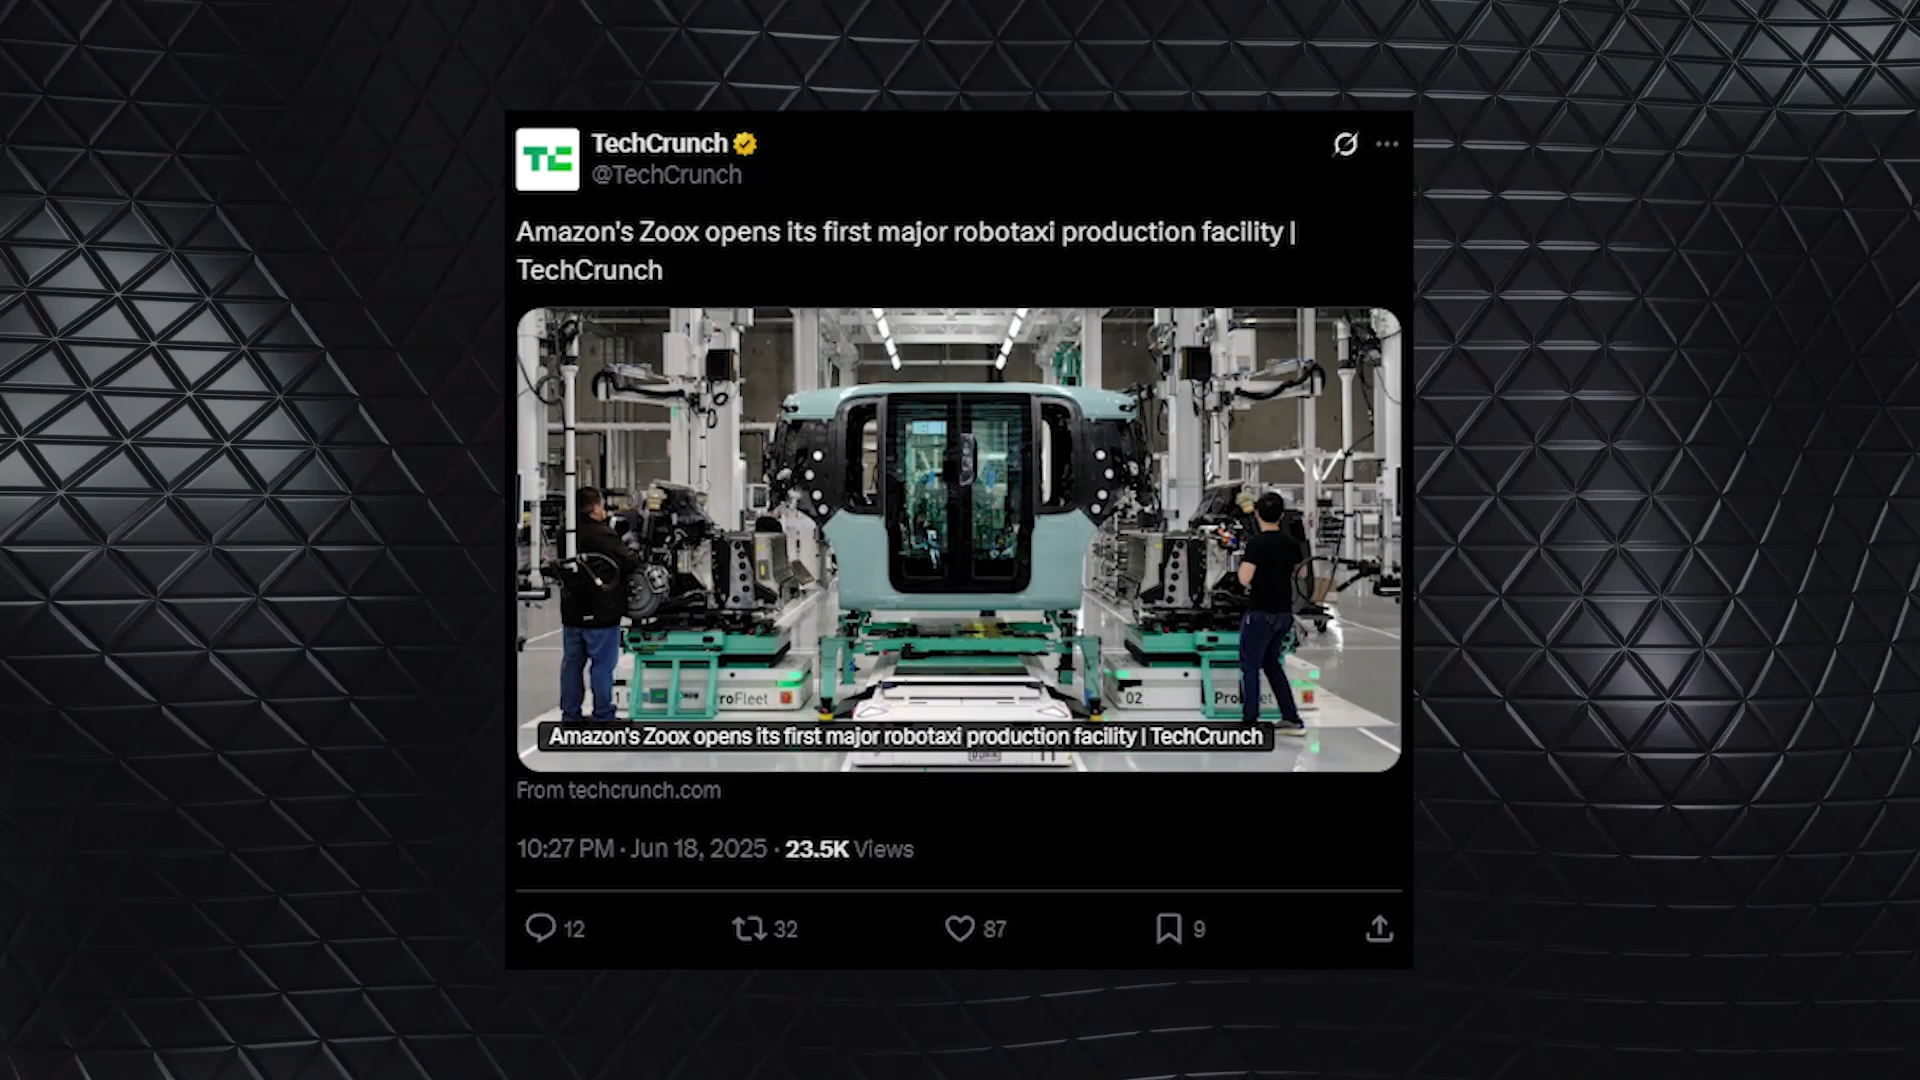 TechCrunch
@TechCrunch
Amazon's Zoox opens its first major robotaxi production facility |
TechCrunch
roFleet
02
Pro
et
Amazon's Zoox opens its first major robotaxi production facility | TechCrunch
From techcrunch.com
10:27 PM · Jun 18, 2025 · 23.5K Views
12
32
87
9